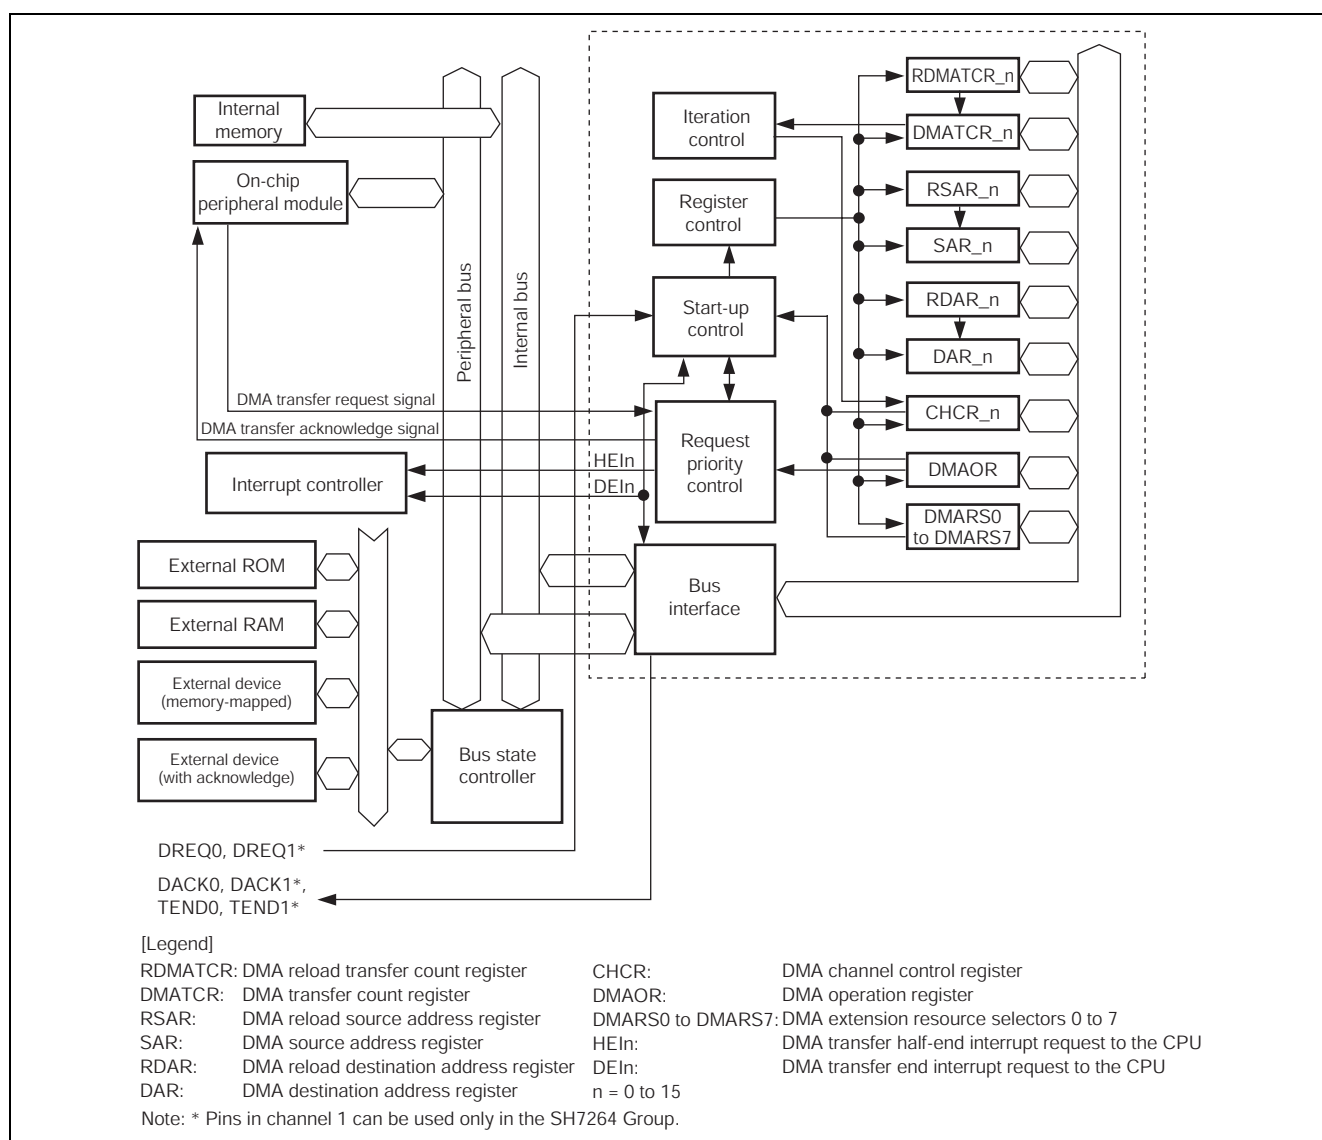 Internal
memory
On-chip
peripheral module
Peripheral bus
Internal bus
Iteration
control
Register
control
Start-up
control
Request
priority
control
Bus
interface
RDMATCR_n
DMATCR_n
RSAR_n
SAR_n
RDAR_n
DAR_n
CHCR_n
DMAOR
DMARS0
to DMARS7
DMA transfer request signal
DMA transfer acknowledge signal
HEIn
DEIn
Interrupt controller
External ROM
External RAM
External device
(memory-mapped)
External device
(with acknowledge)
Bus state
controller
DREQ0, DREQ1*
DACK0, DACK1*,
TEND0, TEND1*
[Legend]
RDMATCR: DMA reload transfer count register
DMATCR: DMA transfer count register
RSAR: DMA reload source address register
SAR: DMA source address register
RDAR: DMA reload destination address register
DAR: DMA destination address register
CHCR: DMA channel control register
DMAOR: DMA operation register
DMARS0 to DMARS7: DMA extension resource selectors 0 to 7
HEIn: DMA transfer half-end interrupt request to the CPU
DEIn: DMA transfer end interrupt request to the CPU
n = 0 to 15
Note: * Pins in channel 1 can be used only in the SH7264 Group.